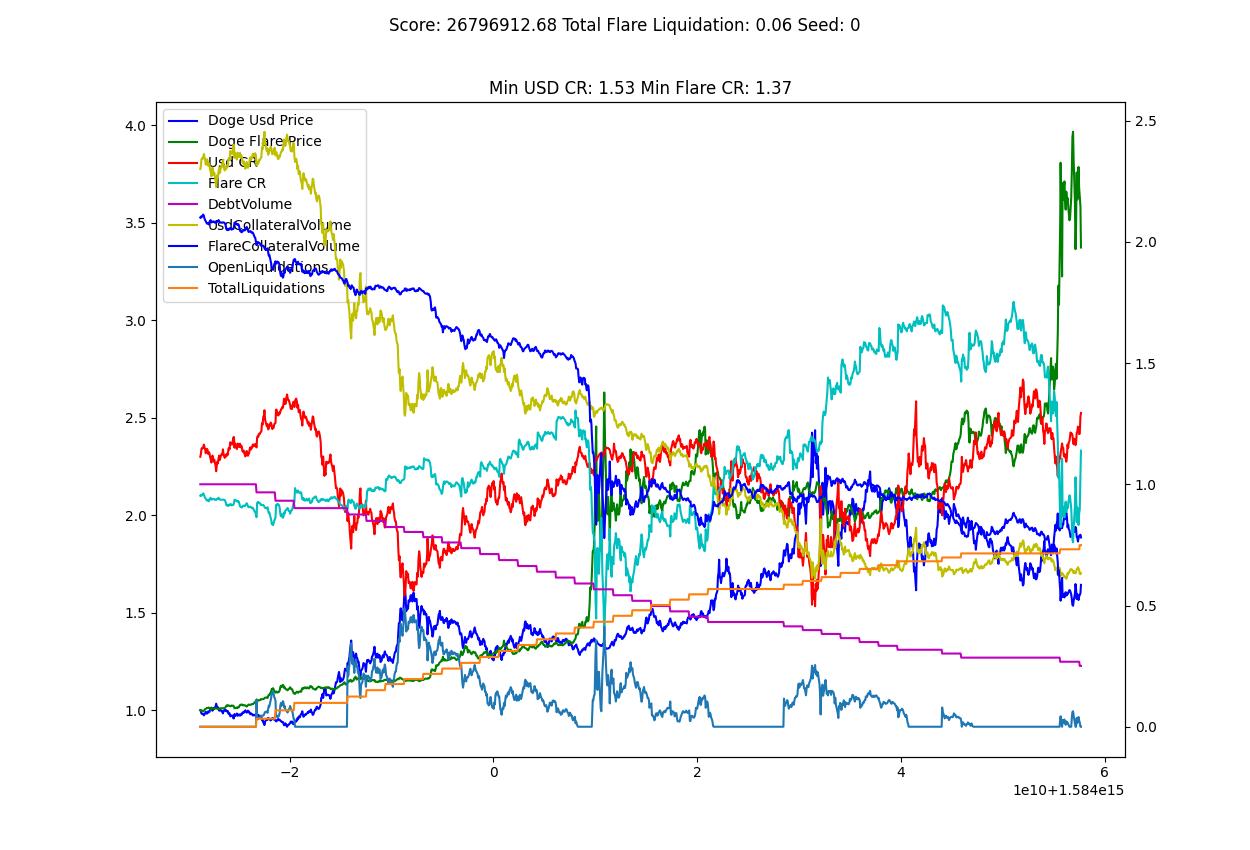 Score: 26796912.68 Total Flare Liquidation: 0.06 Seed: 0
Min USD CR: 1.53 Min Flare CR: 1.37
Doge Usd Price
Doge Flare Price
Usd CR
Flare CR
DebtVolume
UsdCollateralVolume
FlareCollateralVolume
OpenLiquidations
TotalLiquidations
4.0
3.5
3.0
2.5
2.0
1.5
1.0
2.5
2.0
1.5
1.0
0.5
0.0
−2
0
2
4
6
1e10+1.584e15